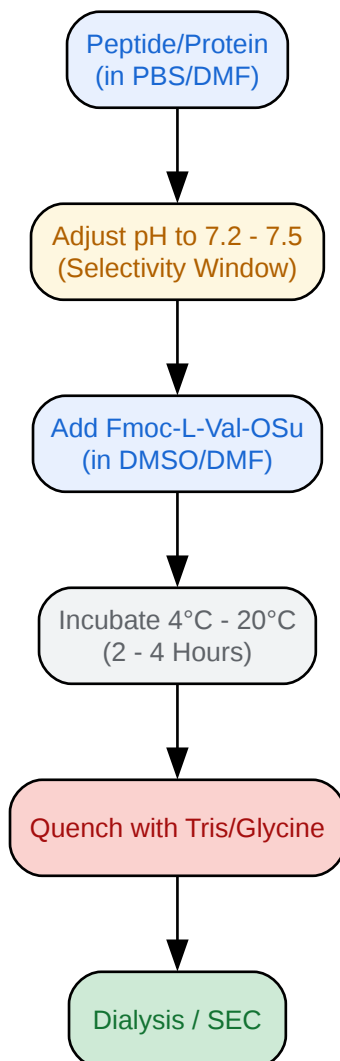 Peptide/Protein
(in PBS/DMF)
Adjust pH to 7.2 - 7.5
(Selectivity Window)
Add Fmoc-L-Val-OSu
(in DMSO/DMF)
Incubate 4°C - 20°C
(2 - 4 Hours)
Quench with Tris/Glycine
Dialysis / SEC